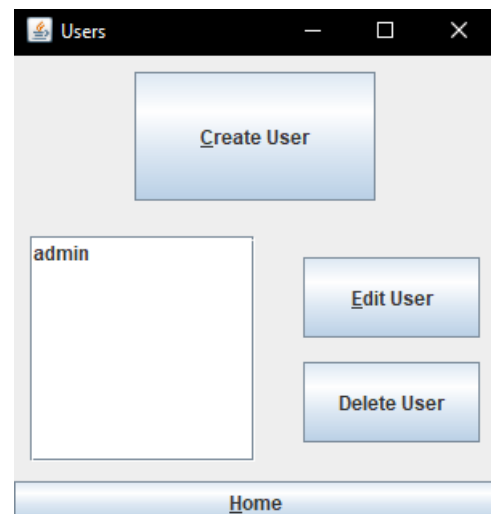 Users
Create User
admin
Edit User
Delete User
Home